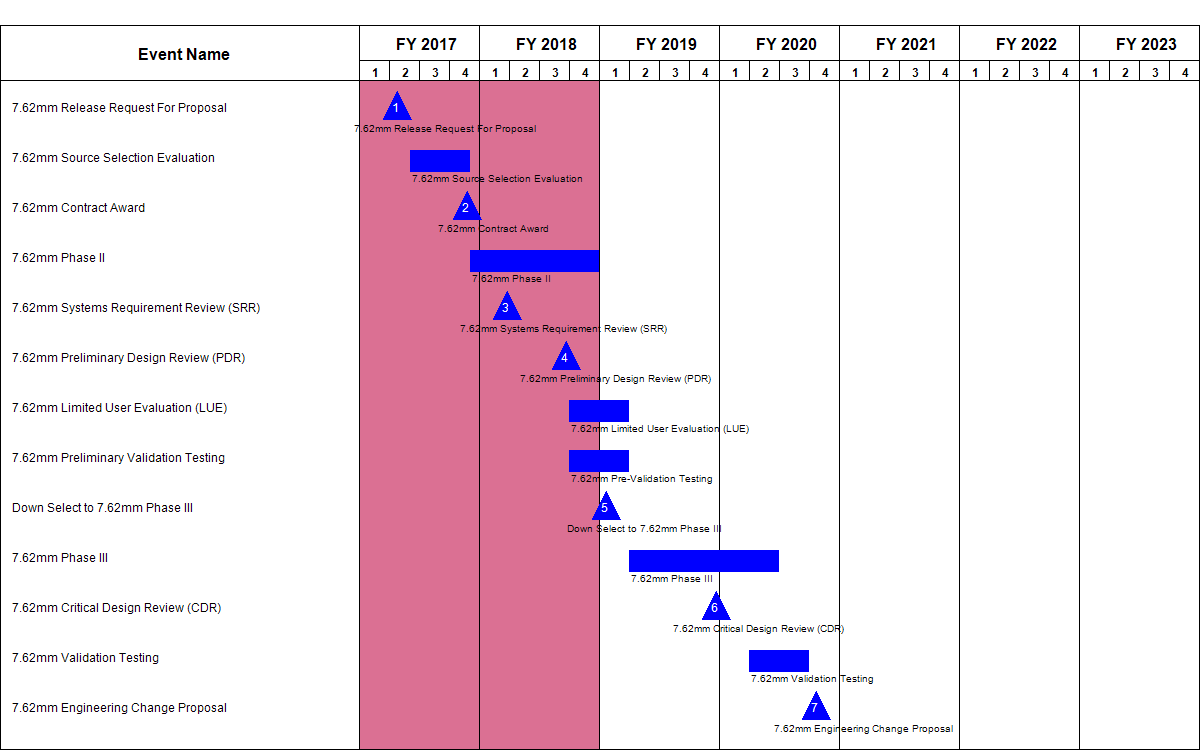 Event Name
FY 2017 FY 2018 FY 2019 FY 2020 FY 2021 FY 2022 FY 2023
1 2 3 4 1 2 3 4 1 2 3 4 1 2 3 4 1 2 3 4 1 2 3 4 1 2 3 4
7.62mm Release Request For Proposal
1
7.62mm Release Request For Proposal
7.62mm Source Selection Evaluation
7.62mm Source Selection Evaluation
7.62mm Contract Award
2
7.62mm Contract Award
7.62mm Phase II
7.62mm Phase II
7.62mm Systems Requirement Review (SRR)
3
7.62mm Systems Requirement Review (SRR)
7.62mm Preliminary Design Review (PDR)
4
7.62mm Preliminary Design Review (PDR)
7.62mm Limited User Evaluation (LUE)
7.62mm Limited User Evaluation (LUE)
7.62mm Preliminary Validation Testing
7.62mm Pre-Validation Testing
Down Select to 7.62mm Phase III
5
Down Select to 7.62mm Phase III
7.62mm Phase III
7.62mm Phase III
7.62mm Critical Design Review (CDR)
6
7.62mm Critical Design Review (CDR)
7.62mm Validation Testing
7.62mm Validation Testing
7.62mm Engineering Change Proposal
7
7.62mm Engineering Change Proposal